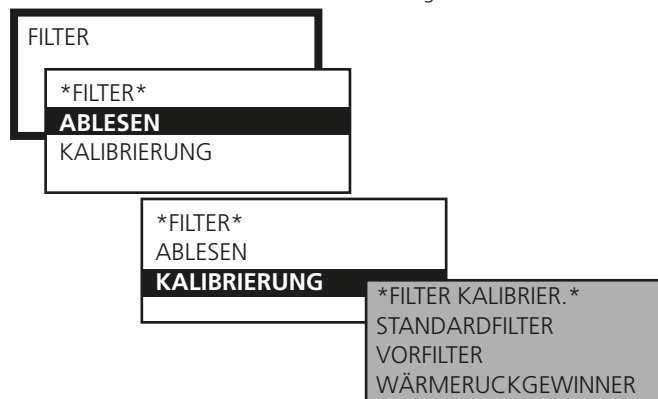 FILTER
*FILTER*
ABLESEN
KALIBRIERUNG
*FILTER*
ABLESEN
KALIBRIERUNG
*FILTER KALIBRIER.*
STANDARDFILTER
VORFILTER
WÄRMERUCKGEWINNER